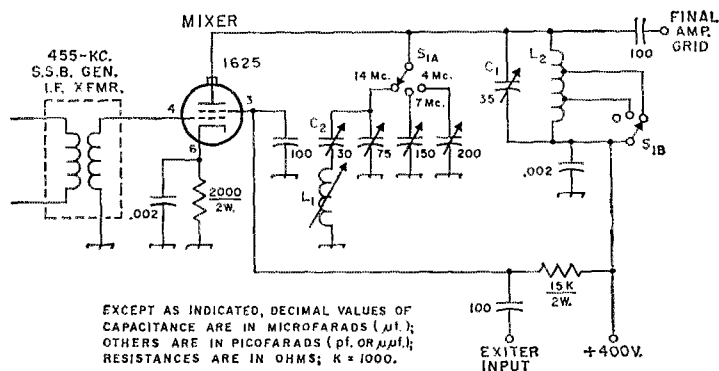 MIXER
1625
455-KC.
S.S.B. GEN.
I.F. XFMR.
4
3
6
.002
2000
2W.
100
C2
30
L1
14 Mc.
S1A
4 Mc.
7 Mc.
75
150
200
C1
35
L2
100
FINAL
AMP.
GRID
S1B
.002
15K
2W.
100
EXITER
INPUT
+400V.
EXCEPT AS INDICATED, DECIMAL VALUES OF
CAPACITANCE ARE IN MICROFARADS (µf.);
OTHERS ARE IN PICOFARADS (pf. OR µµf.);
RESISTANCES ARE IN OHMS; K = 1000.